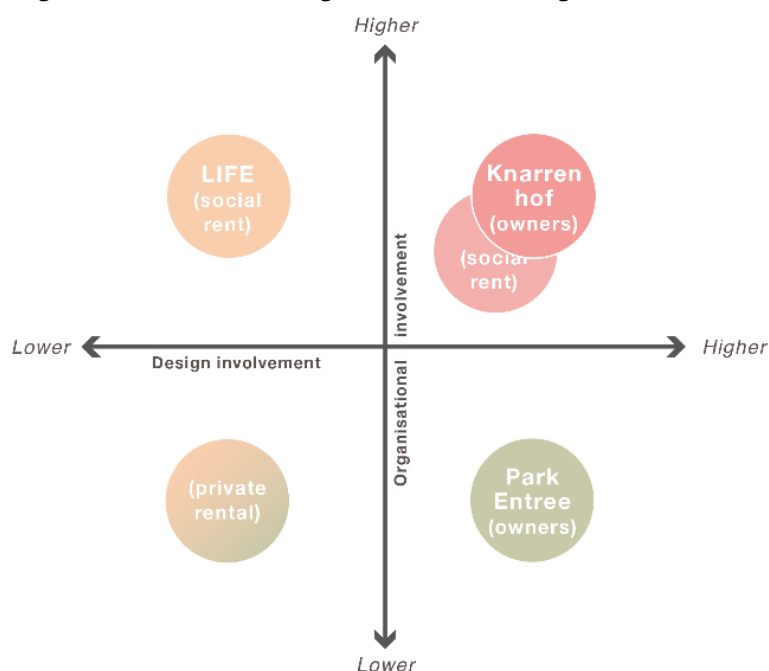 Higher
LIFE
(social
rent)
Knarren
hof
(owners)
(social
rent)
involvement
Lower
Higher
Design involvement
Organisational
(private
rental)
Park
Entree
(owners)
Lower